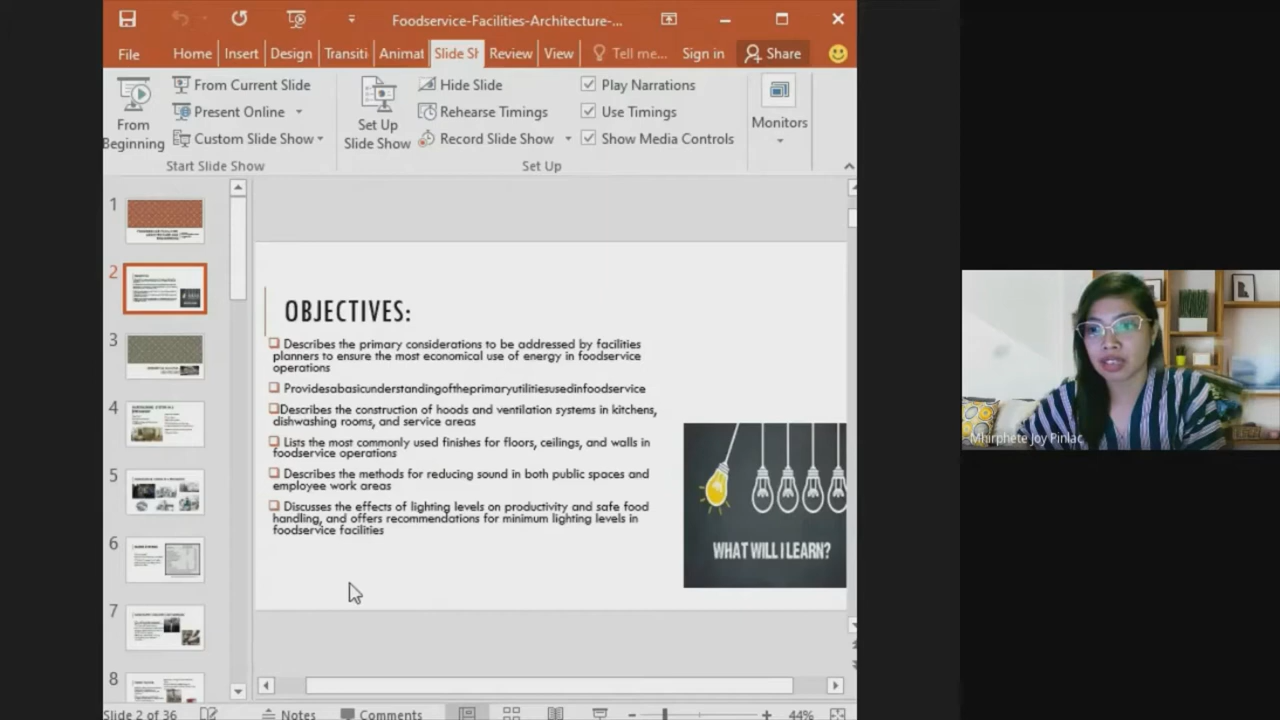 Foodservice-Facilities-Architecture-...
File Home Insert Design Transiti Animat Slide Sh Review View Tell me... Sign in Share
From Beginning
From Current Slide
Present Online
Custom Slide Show
Start Slide Show
Set Up Slide Show
Hide Slide
Rehearse Timings
Record Slide Show
Play Narrations
Use Timings
Show Media Controls
Set Up
Monitors
1
2
3
4
5
6
7
8
OBJECTIVES:
Describes the primary considerations to be addressed by facilities
planners to ensure the most economical use of energy in foodservice
operations
Providesabasicunderstandingoftheprimaryutilitiesusedinfoodservice
Describes the construction of hoods and ventilation systems in kitchens,
dishwashing rooms, and service areas
Lists the most commonly used finishes for floors, ceilings, and walls in
foodservice operations
Describes the methods for reducing sound in both public spaces and
employee work areas
Discusses the effects of lighting levels on productivity and safe food
handling, and offers recommendations for minimum lighting levels in
foodservice facilities
WHAT WILL I LEARN?
Mhirphete Joy Pinlac
Slide 2 of 36 Notes Comments 44%